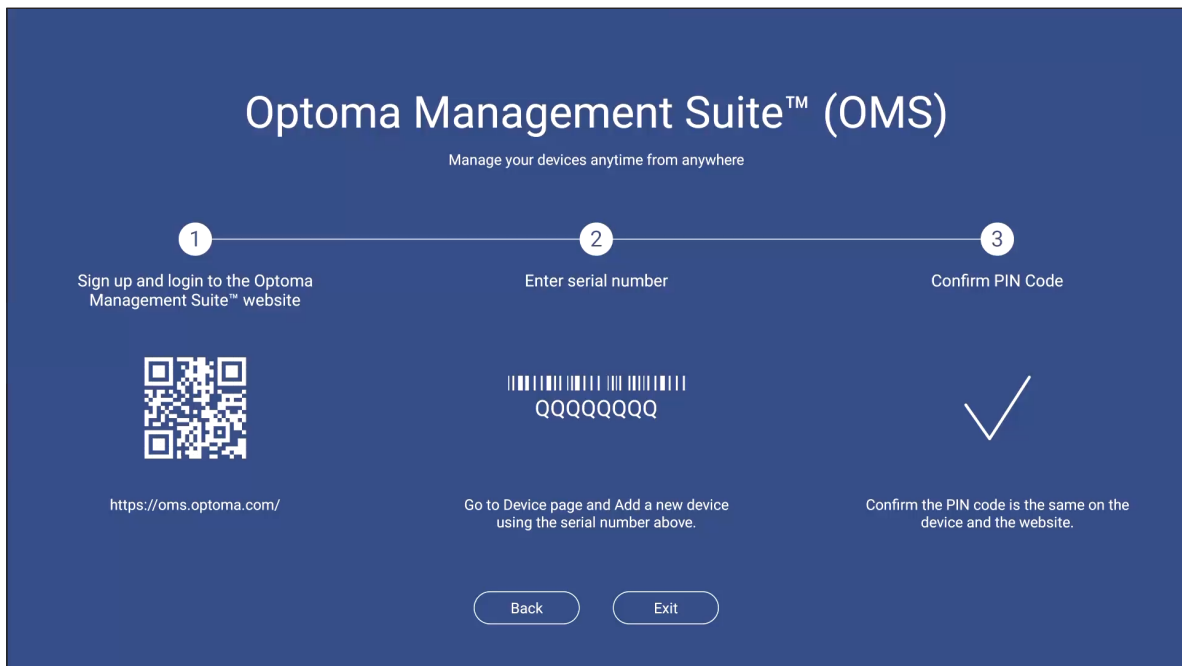 Optoma Management Suite™ (OMS)
Manage your devices anytime from anywhere
1
2
3
Sign up and login to the Optoma
Management Suite™ website
Enter serial number
Confirm PIN Code
QQQQQQQQ
https://oms.optoma.com/
Go to Device page and Add a new device
using the serial number above.
Confirm the PIN code is the same on the
device and the website.
Back
Exit